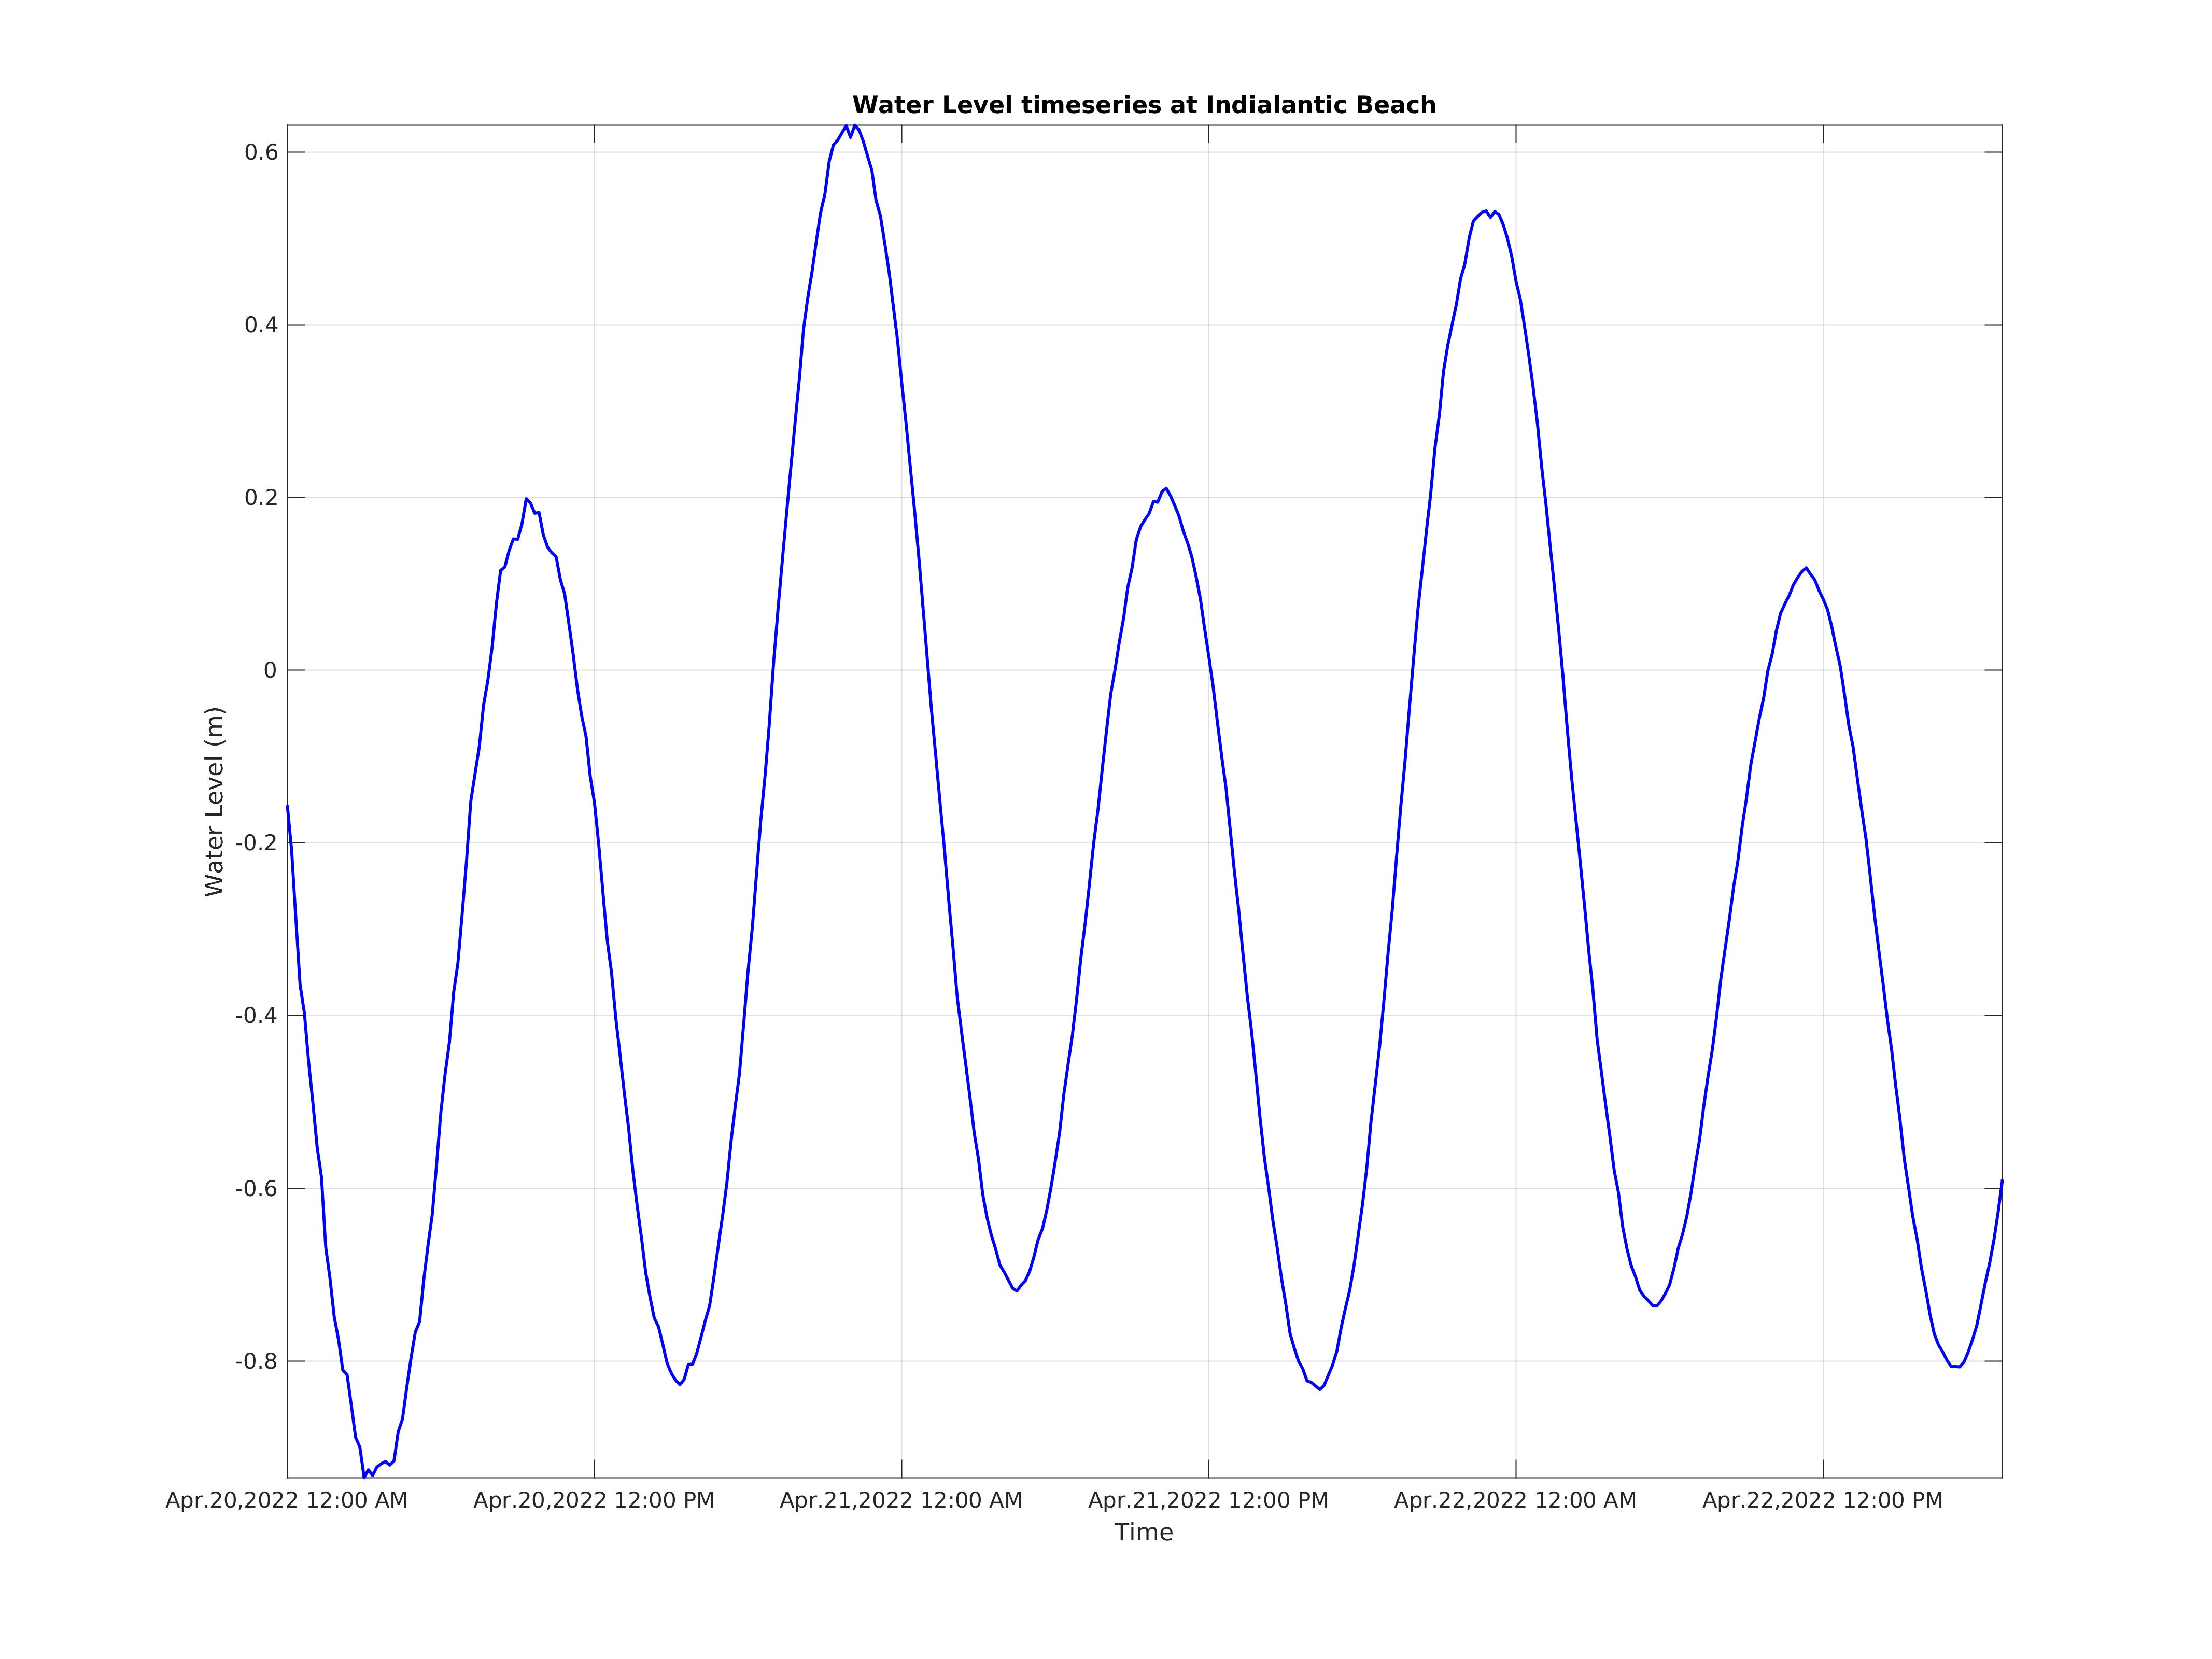 Water Level timeseries at Indialantic Beach
0.6
0.4
0.2
0
-0.2
-0.4
-0.6
-0.8
Water Level (m)
Apr.20,2022 12:00 AM
Apr.20,2022 12:00 PM
Apr.21,2022 12:00 AM
Apr.21,2022 12:00 PM
Apr.22,2022 12:00 AM
Apr.22,2022 12:00 PM
Time